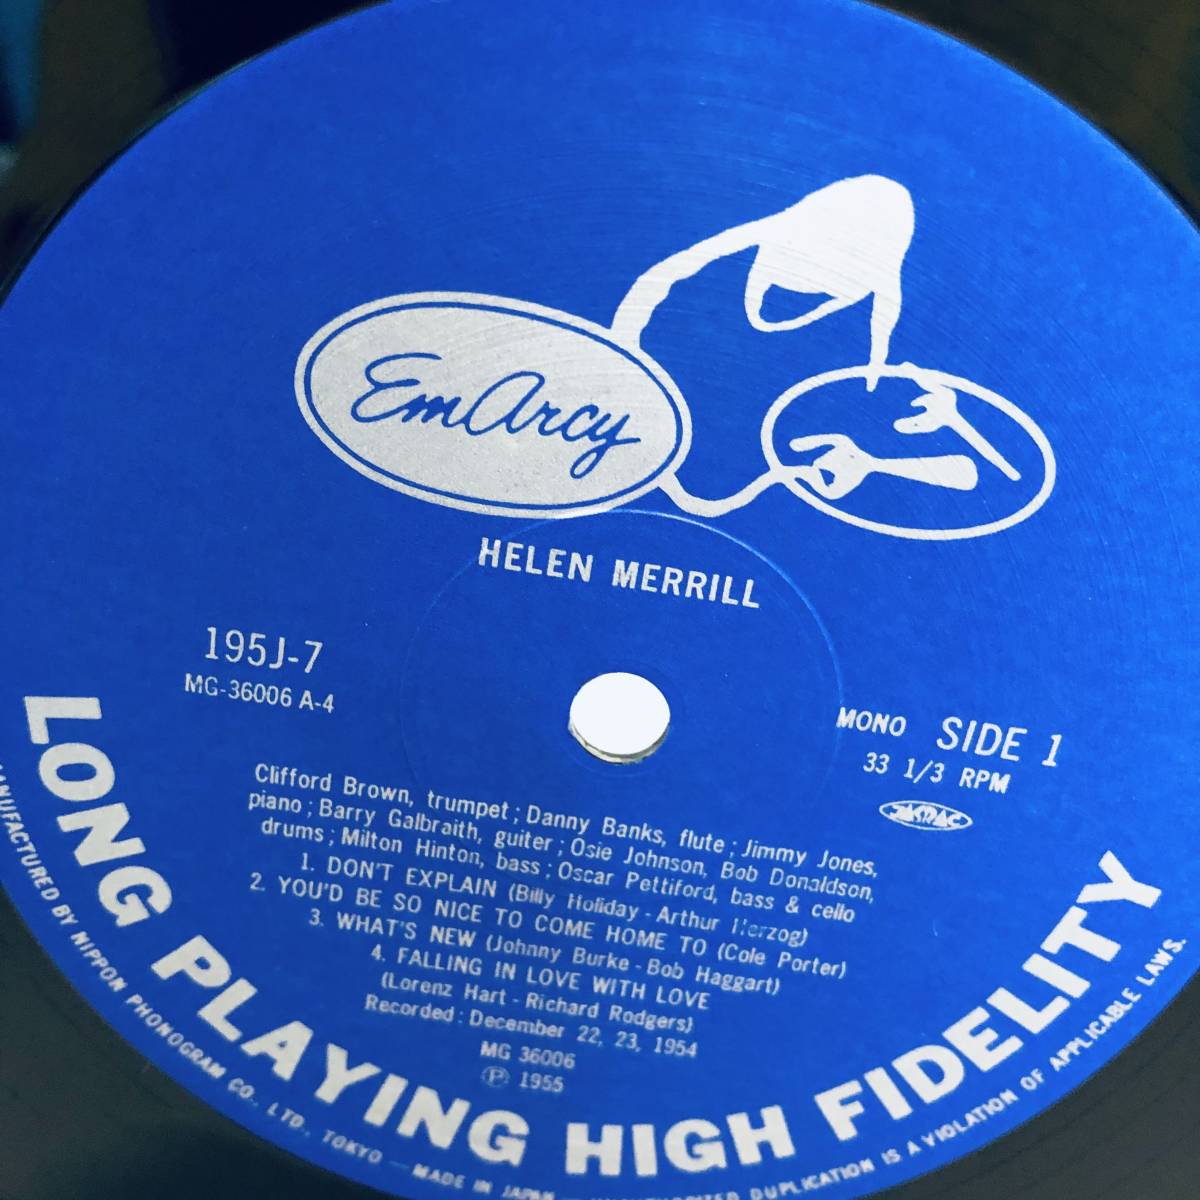 EmArcy
HELEN MERRILL
195J-7
MG-36006 A-4
MONO SIDE 1
33 1/3 RPM
JASRAC
Clifford Brown, trumpet; Danny Banks, flute; Jimmy Jones,
piano; Barry Galbraith, guiter; Osie Johnson, Bob Donaldson,
drums; Milton Hinton, bass; Oscar Pettiford, bass & cello
1. DON'T EXPLAIN (Billy Holiday - Arthur Herzog)
2. YOU'D BE SO NICE TO COME HOME TO (Cole Porter)
3. WHAT'S NEW (Johnny Burke - Bob Haggart)
4. FALLING IN LOVE WITH LOVE
(Lorenz Hart - Richard Rodgers)
Recorded: December 22, 23, 1954
MG 36006
Ⓟ 1955
LONG PLAYING HIGH FIDELITY
MANUFACTURED BY NIPPON PHONOGRAM CO., LTD., TOKYO — MADE IN JAPAN — UNAUTHORIZED DUPLICATION IS A VIOLATION OF APPLICABLE LAWS.